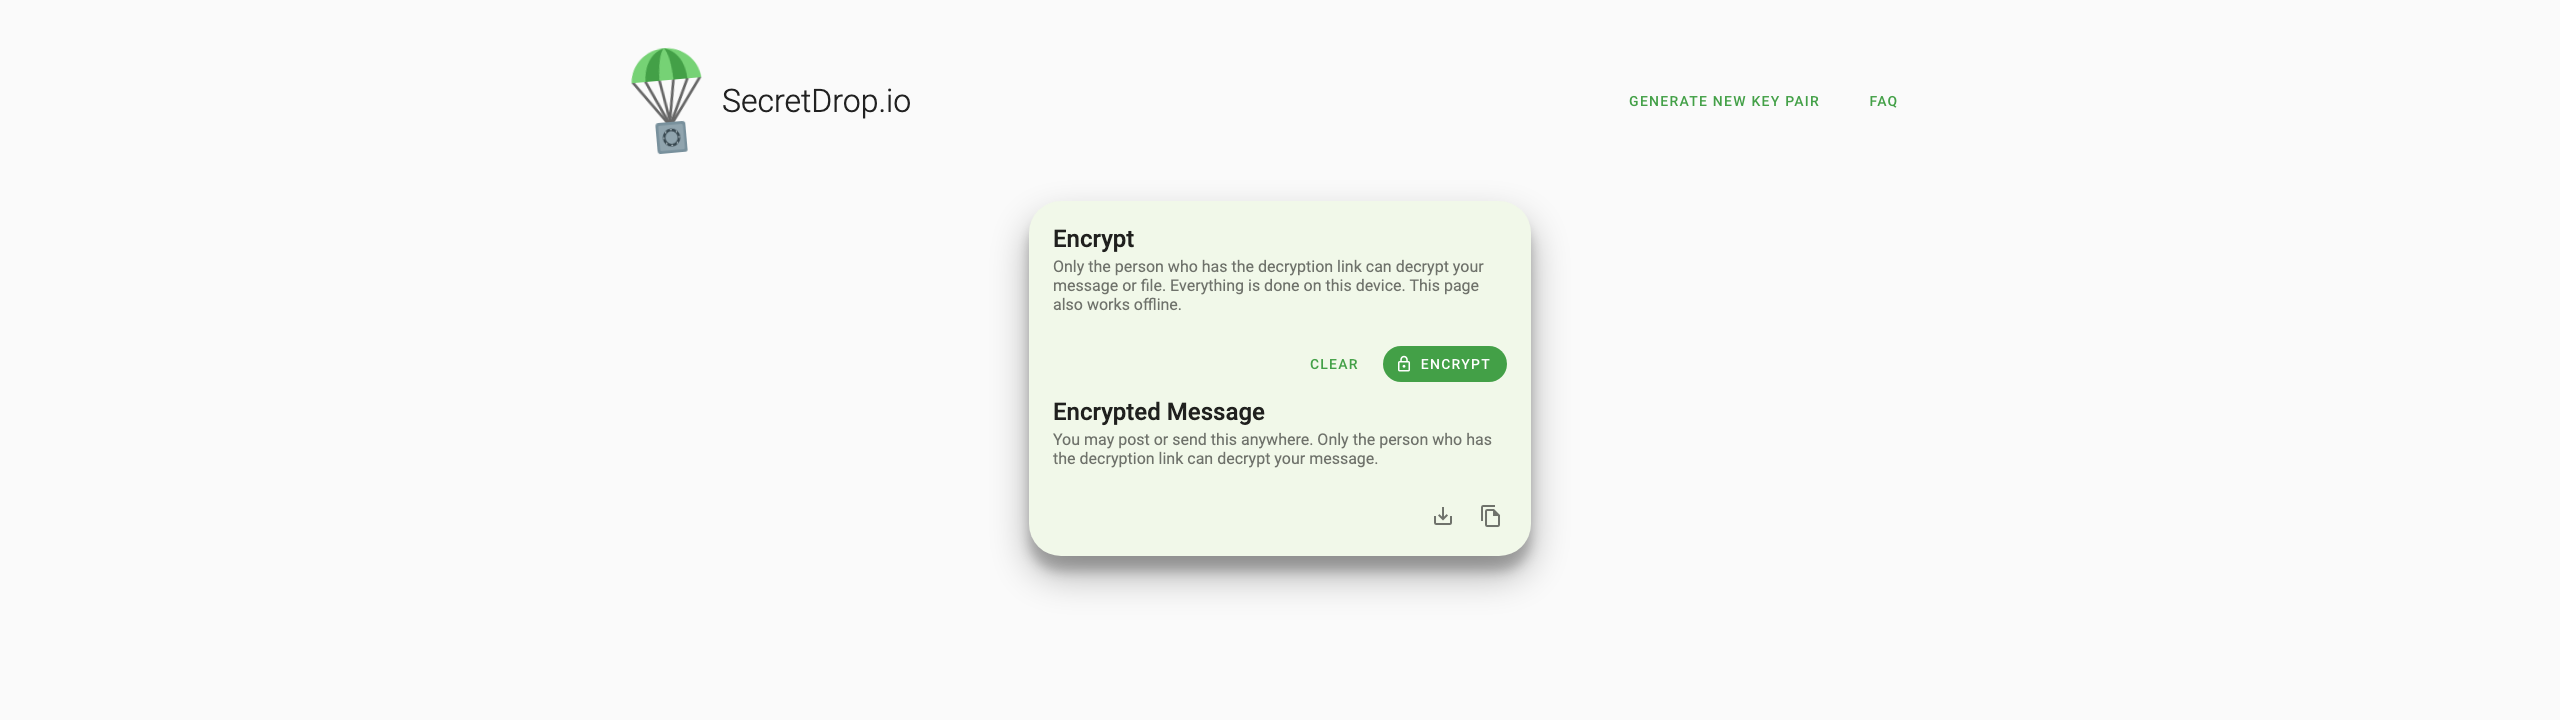 SecretDrop.io
GENERATE NEW KEY PAIR
FAQ
Encrypt
Only the person who has the decryption link can decrypt your
message or file. Everything is done on this device. This page
also works offline.
CLEAR
ENCRYPT
Encrypted Message
You may post or send this anywhere. Only the person who has
the decryption link can decrypt your message.